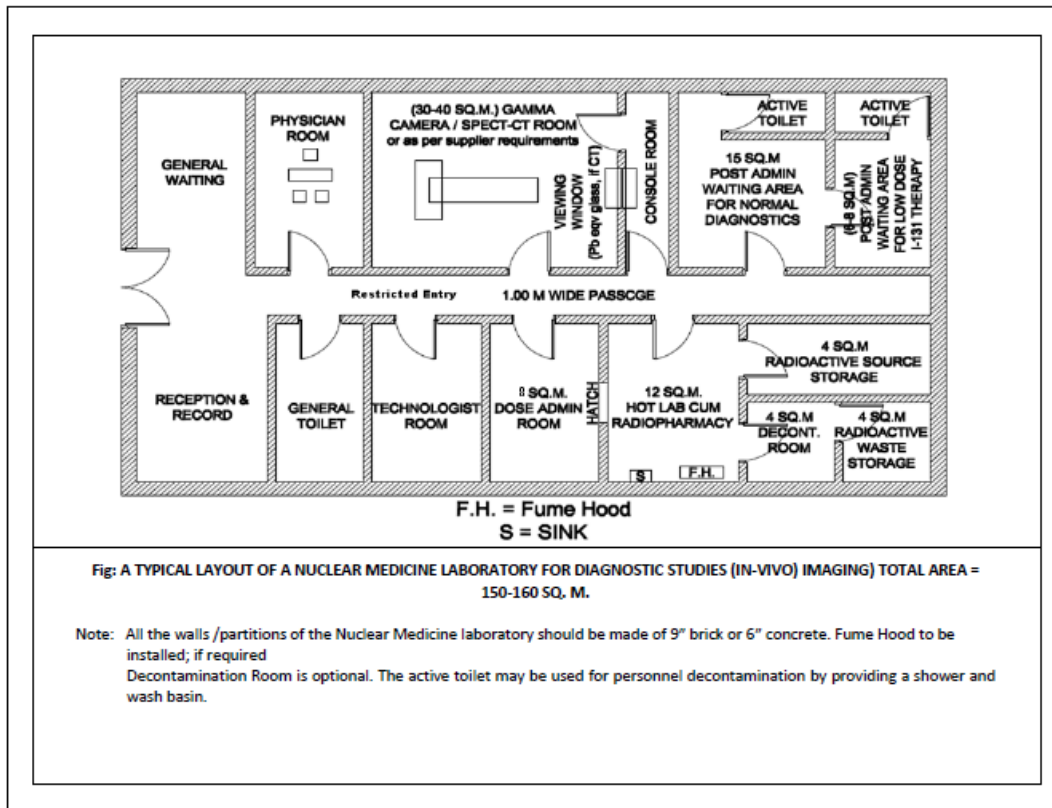 GENERAL
WAITING
PHYSICIAN
ROOM
(30-40 SQ.M.) GAMMA
CAMERA / SPECT-CT ROOM
or as per supplier requirements
VIEWING
WINDOW
(Pb eqv glass, if CT)
CONSOLE ROOM
15 SQ.M
POST ADMIN
WAITING AREA
FOR NORMAL
DIAGNOSTICS
ACTIVE
TOILET
ACTIVE
TOILET
(6-8 SQ.M)
POST ADMIN
WAITING AREA
FOR LOW DOSE
I-131 THERAPY
Restricted Entry
1.00 M WIDE PASSCGE
RECEPTION &
RECORD
GENERAL
TOILET
TECHNOLOGIST
ROOM
8 SQ.M.
DOSE ADMIN
ROOM
HATCH
12 SQ.M.
HOT LAB CUM
RADIOPHARMACY
S
F.H.
4 SQ.M
RADIOACTIVE SOURCE
STORAGE
4 SQ.M
DECONT.
ROOM
4 SQ.M
RADIOACTIVE
WASTE
STORAGE
F.H. = Fume Hood
S = SINK
Fig: A TYPICAL LAYOUT OF A NUCLEAR MEDICINE LABORATORY FOR DIAGNOSTIC STUDIES (IN-VIVO) IMAGING) TOTAL AREA =
150-160 SQ. M.
Note: All the walls /partitions of the Nuclear Medicine laboratory should be made of 9” brick or 6” concrete. Fume Hood to be
installed; if required
Decontamination Room is optional. The active toilet may be used for personnel decontamination by providing a shower and
wash basin.